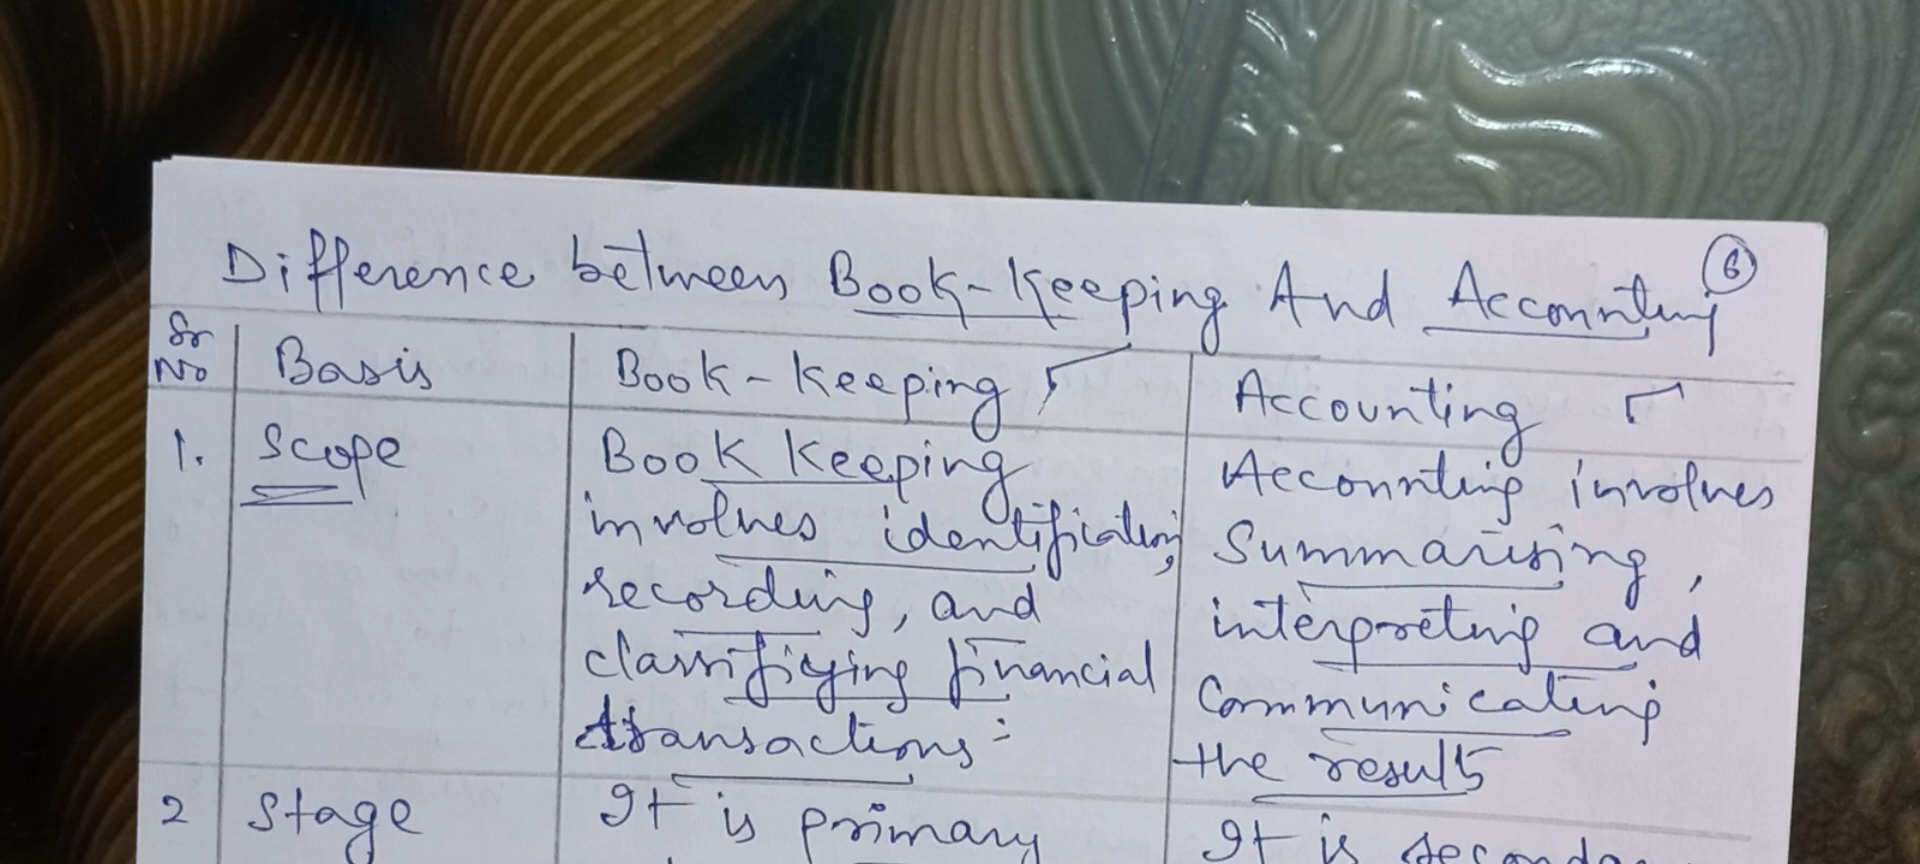 Difference between Book-Keeping And Accounting
6
Sr No Basis Book-Keeping Accounting
1. Scope
Book Keeping
involves identification,
recording, and
classifiying financial
transactions
Accounting involves
Summarising,
interpreting and
Communicating
the results
2 Stage
It is primary
It is